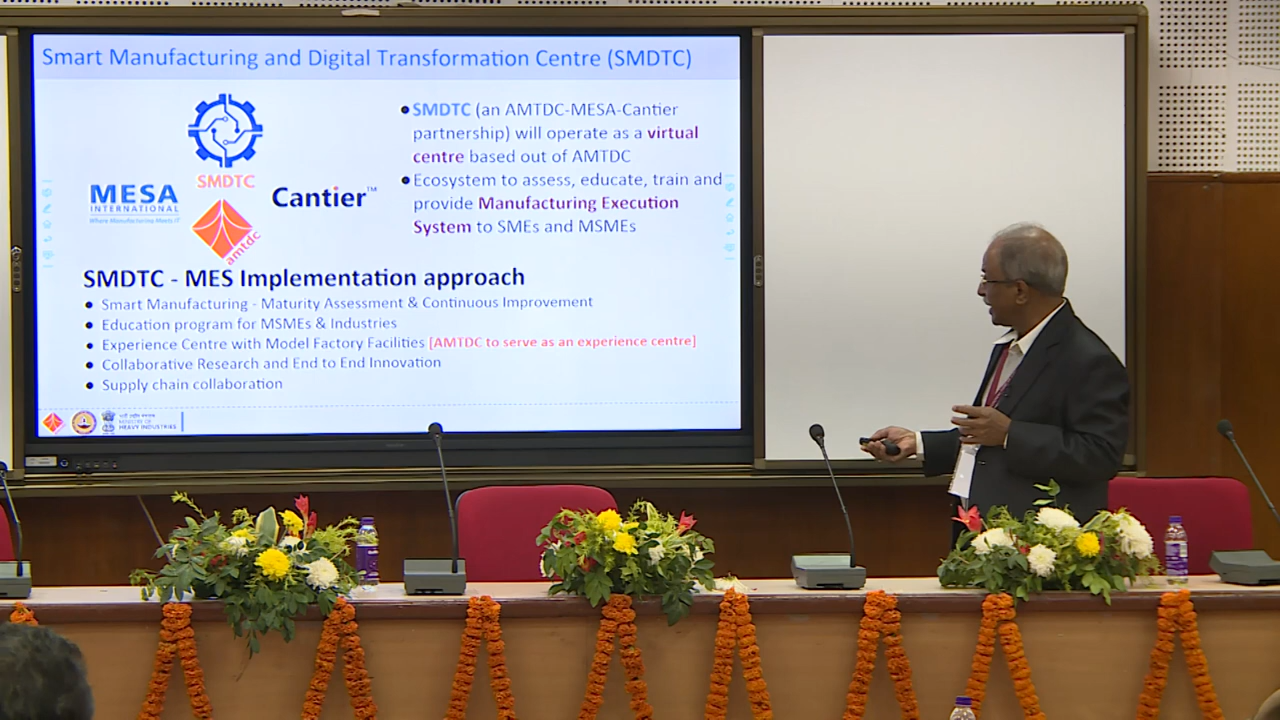 Smart Manufacturing and Digital Transformation Centre (SMDTC)
SMDTC
MESA
INTERNATIONAL
Where Manufacturing Meets IT
Cantier™
amtdc
●SMDTC (an AMTDC-MESA-Cantier
partnership) will operate as a virtual
centre based out of AMTDC
●Ecosystem to assess, educate, train and
provide Manufacturing Execution
System to SMEs and MSMEs
SMDTC - MES Implementation approach
● Smart Manufacturing - Maturity Assessment & Continuous Improvement
● Education program for MSMEs & Industries
● Experience Centre with Model Factory Facilities [AMTDC to serve as an experience centre]
● Collaborative Research and End to End Innovation
● Supply chain collaboration
MINISTRY OF
HEAVY INDUSTRIES